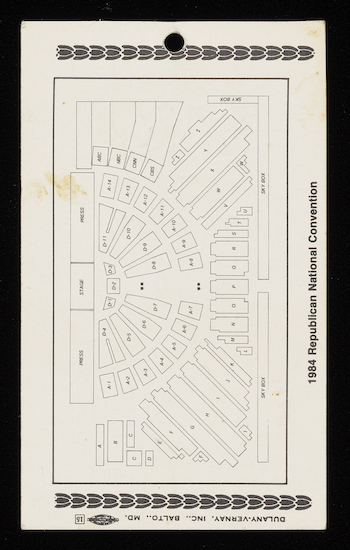 1984 Republican National Convention
SKY BOX
SKY BOX
SKY BOX
ABC
NBC
CNN
CBS
PRESS
STAGE
PRESS
A-14
A-13
A-12
A-11
A-10
A-9
A-8
D-11
D-10
D-9
D-8
D-3
D-2
D-1
D-7
D-6
D-5
D-4
A-7
A-6
A-5
A-4
A-3
A-2
A-1
Z
Y
X
W
V
U
T
S
R
Q
P
O
N
M
L
K
J
I
H
G
F
E
A
B
C
C
D
DULANY-VERNAY, INC., BALTO., MD.
15